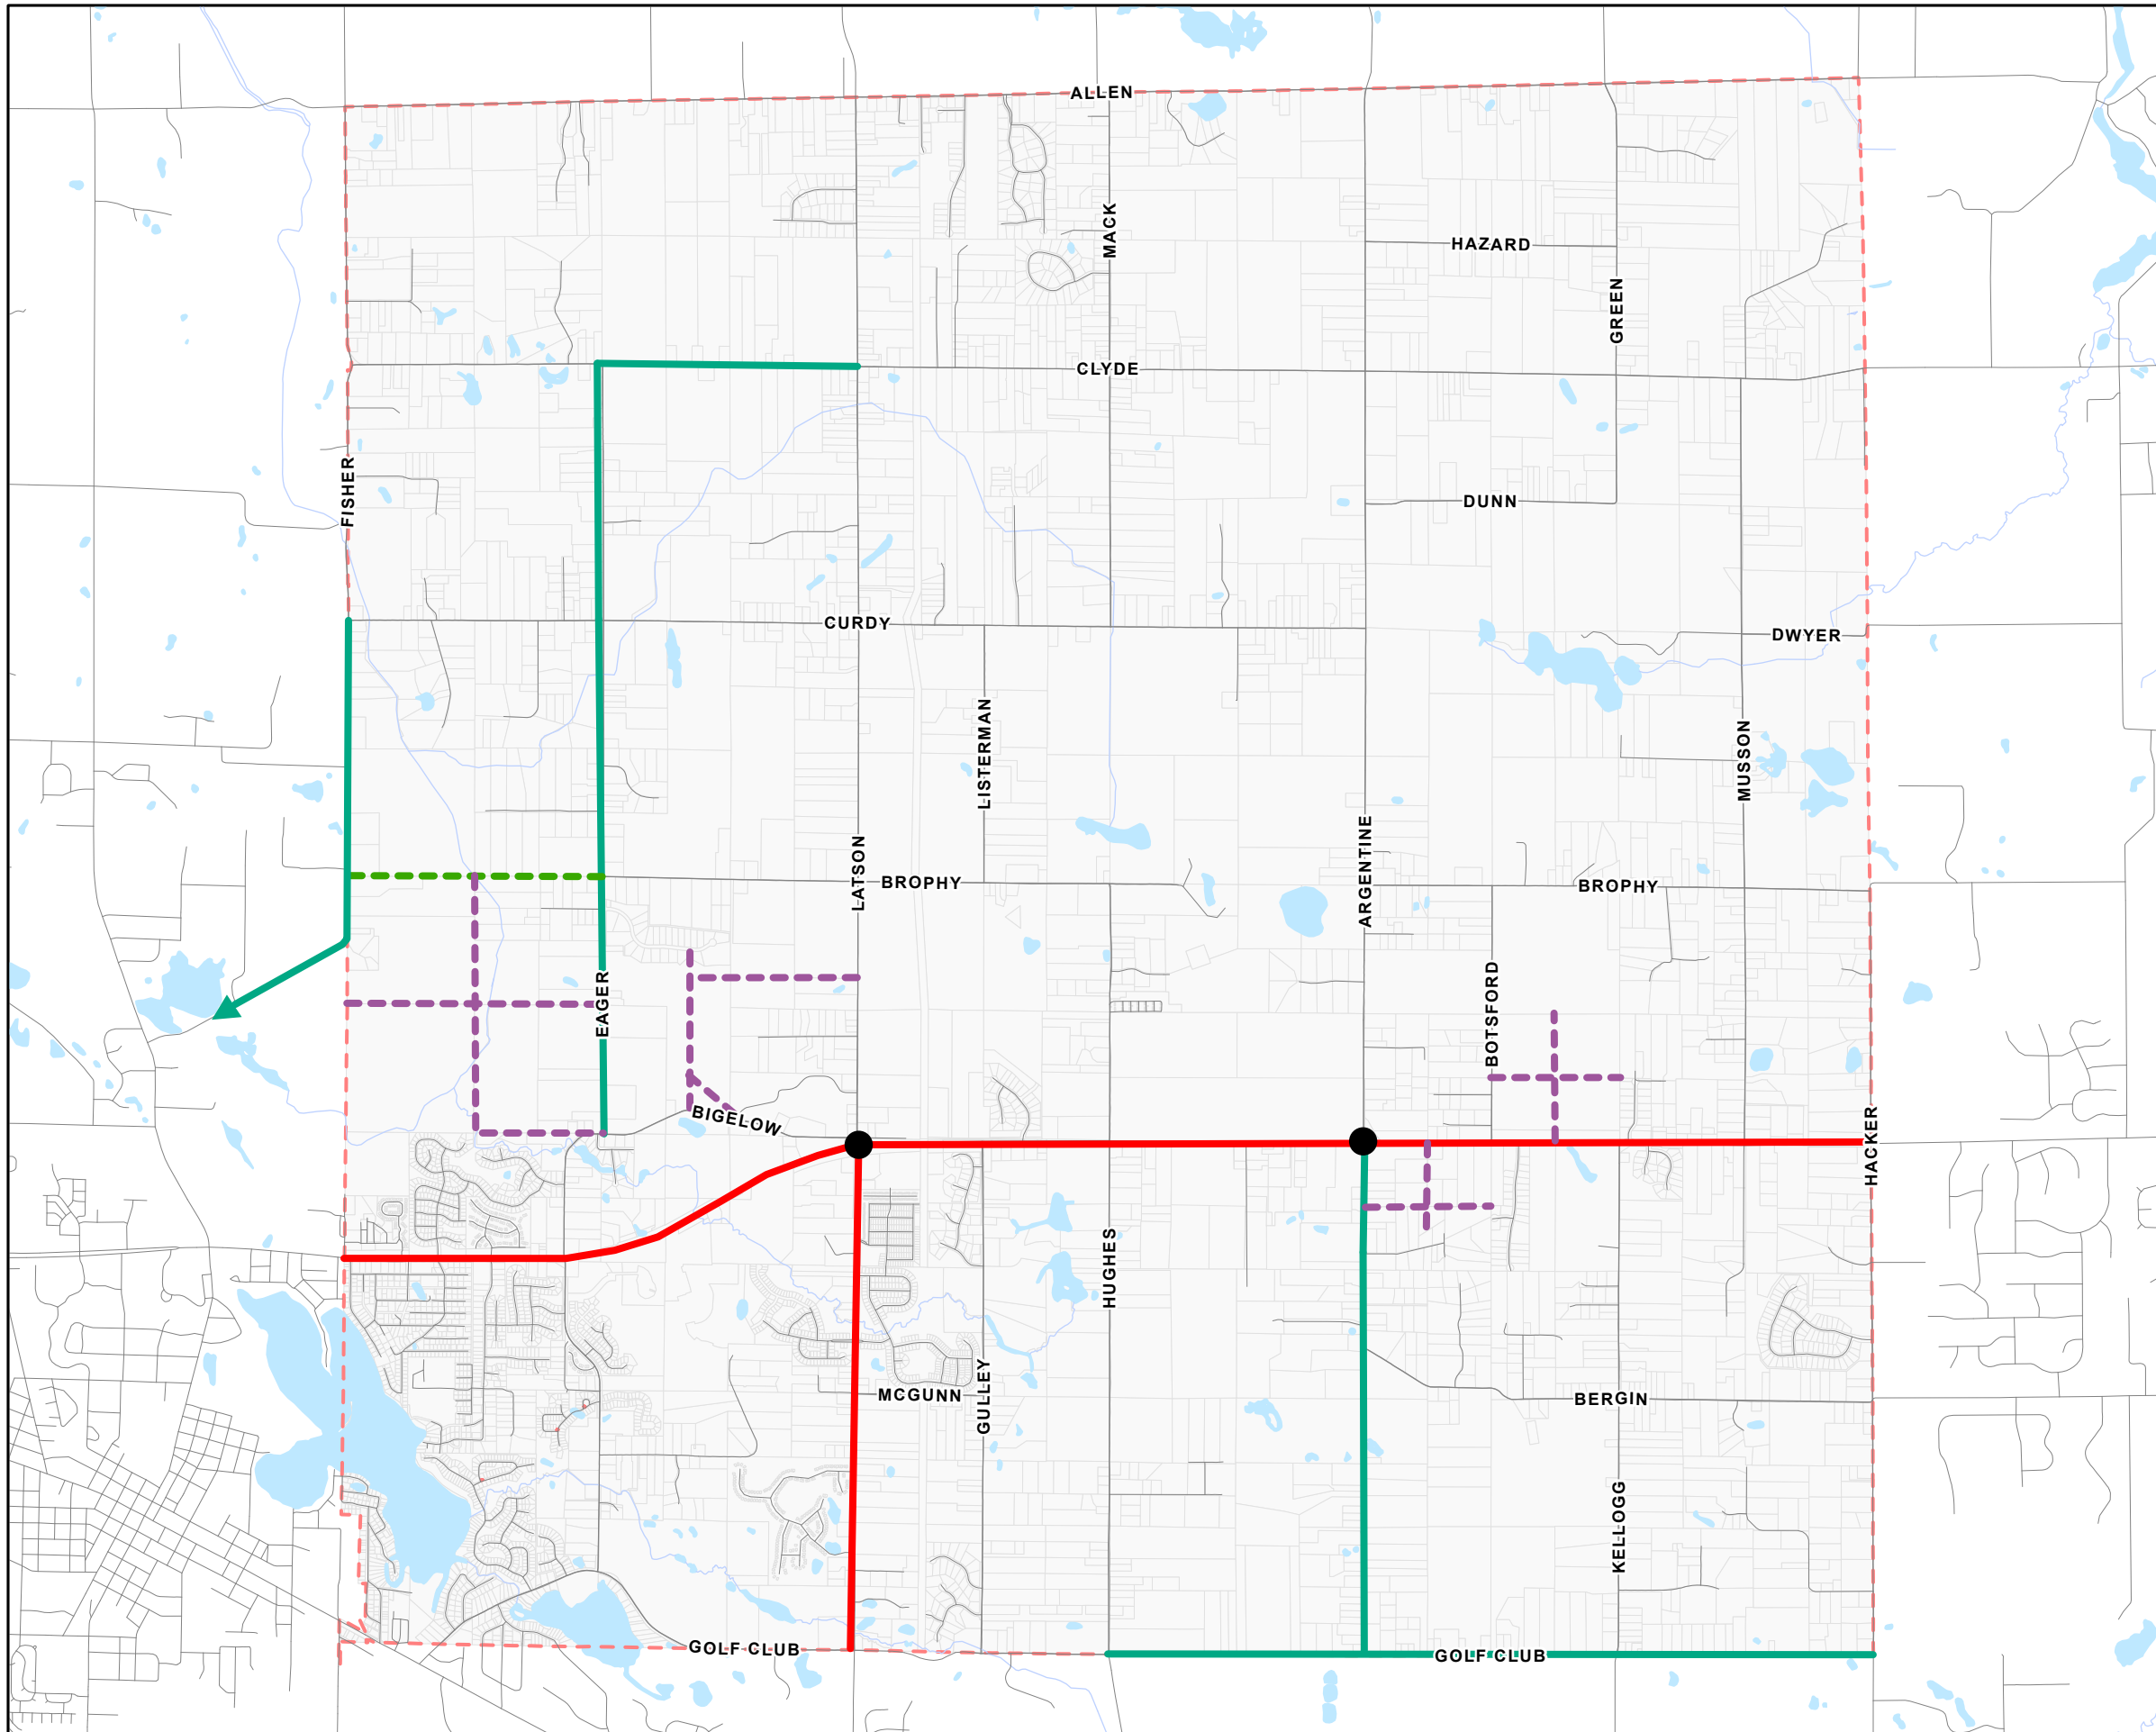 ALLEN
MACK
HAZARD
GREEN
CLYDE
FISHER
DUNN
CURDY
DWYER
LISTERMAN
MUSSON
LATSON
ARGENTINE
BROPHY
BROPHY
EAGER
BOTSFORD
BIGELOW
HACKER
HUGHES
MCGUNN
GULLEY
BERGIN
KELLOGG
GOLF CLUB
GOLF CLUB